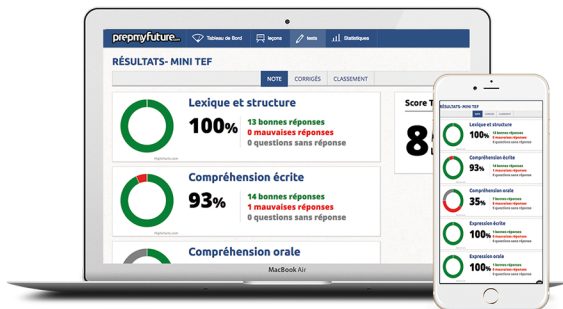 prepmyfuture
Tableau de Bord
leçons
tests
Statistiques
RÉSULTATS- MINI TEF
NOTE
CORRIGÉS
CLASSEMENT
Lexique et structure
100%
13 bonnes réponses
0 mauvaises réponses
0 questions sans réponse
Score T
Compréhension écrite
93%
14 bonnes réponses
1 mauvaises réponses
0 questions sans réponse
Compréhension orale
MacBook Air
RÉSULTATS- MINI TEF
Lexique et structure
100%
Compréhension écrite
93%
Compréhension orale
35%
Expression écrite
100%
Expression orale
100%